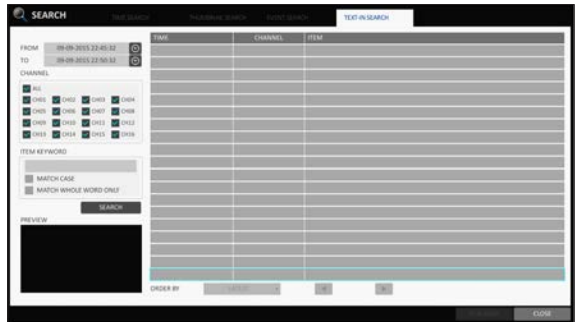 SEARCH
TIME SEARCH THUMBNAIL SEARCH EVENT SEARCH TEXT-IN SEARCH
TIME CHANNEL ITEM
FROM 09-09-2015 22:45:32
TO 09-09-2015 22:50:32
CHANNEL
ALL
CH01 CH02 CH03 CH04
CH05 CH06 CH07 CH08
CH09 CH10 CH11 CH12
CH13 CH14 CH15 CH16
ITEM KEYWORD
MATCH CASE
MATCH WHOLE WORD ONLY
SEARCH
PREVIEW
ORDER BY
CLOSE